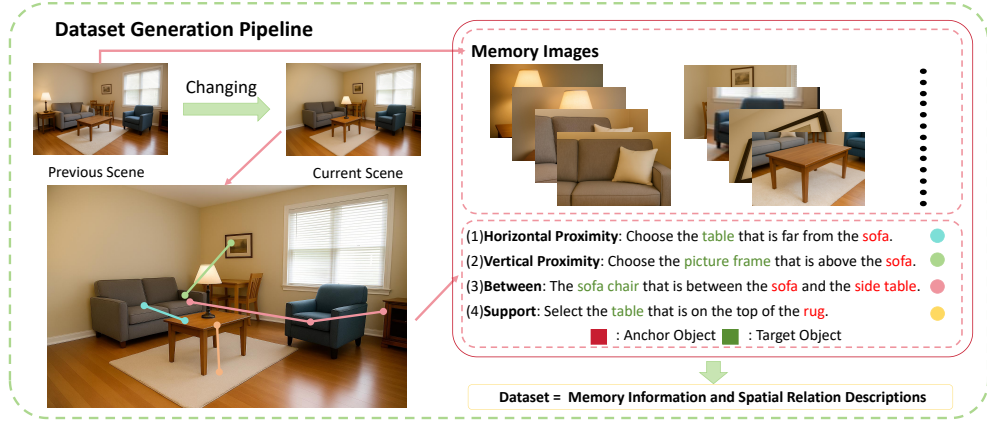 Dataset Generation Pipeline
Changing
Previous Scene
Current Scene
Memory Images
(1)Horizontal Proximity: Choose the table that is far from the sofa.
(2)Vertical Proximity: Choose the picture frame that is above the sofa.
(3)Between: The sofa chair that is between the sofa and the side table.
(4)Support: Select the table that is on the top of the rug.
: Anchor Object : Target Object
Dataset = Memory Information and Spatial Relation Descriptions